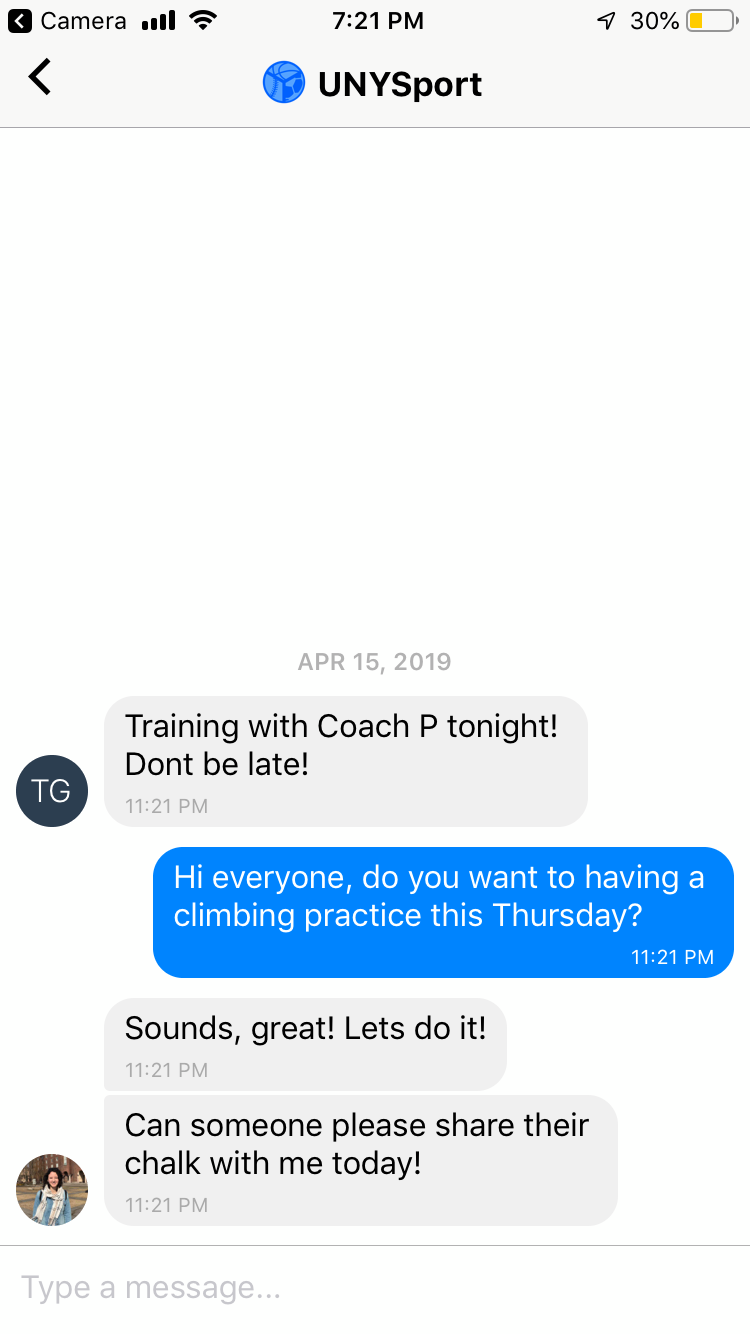 Camera 7:21 PM 30%
UNYSport
APR 15, 2019
Training with Coach P tonight!
Dont be late!
11:21 PM
TG
Hi everyone, do you want to having a
climbing practice this Thursday?
11:21 PM
Sounds, great! Lets do it!
11:21 PM
Can someone please share their
chalk with me today!
11:21 PM
Type a message...